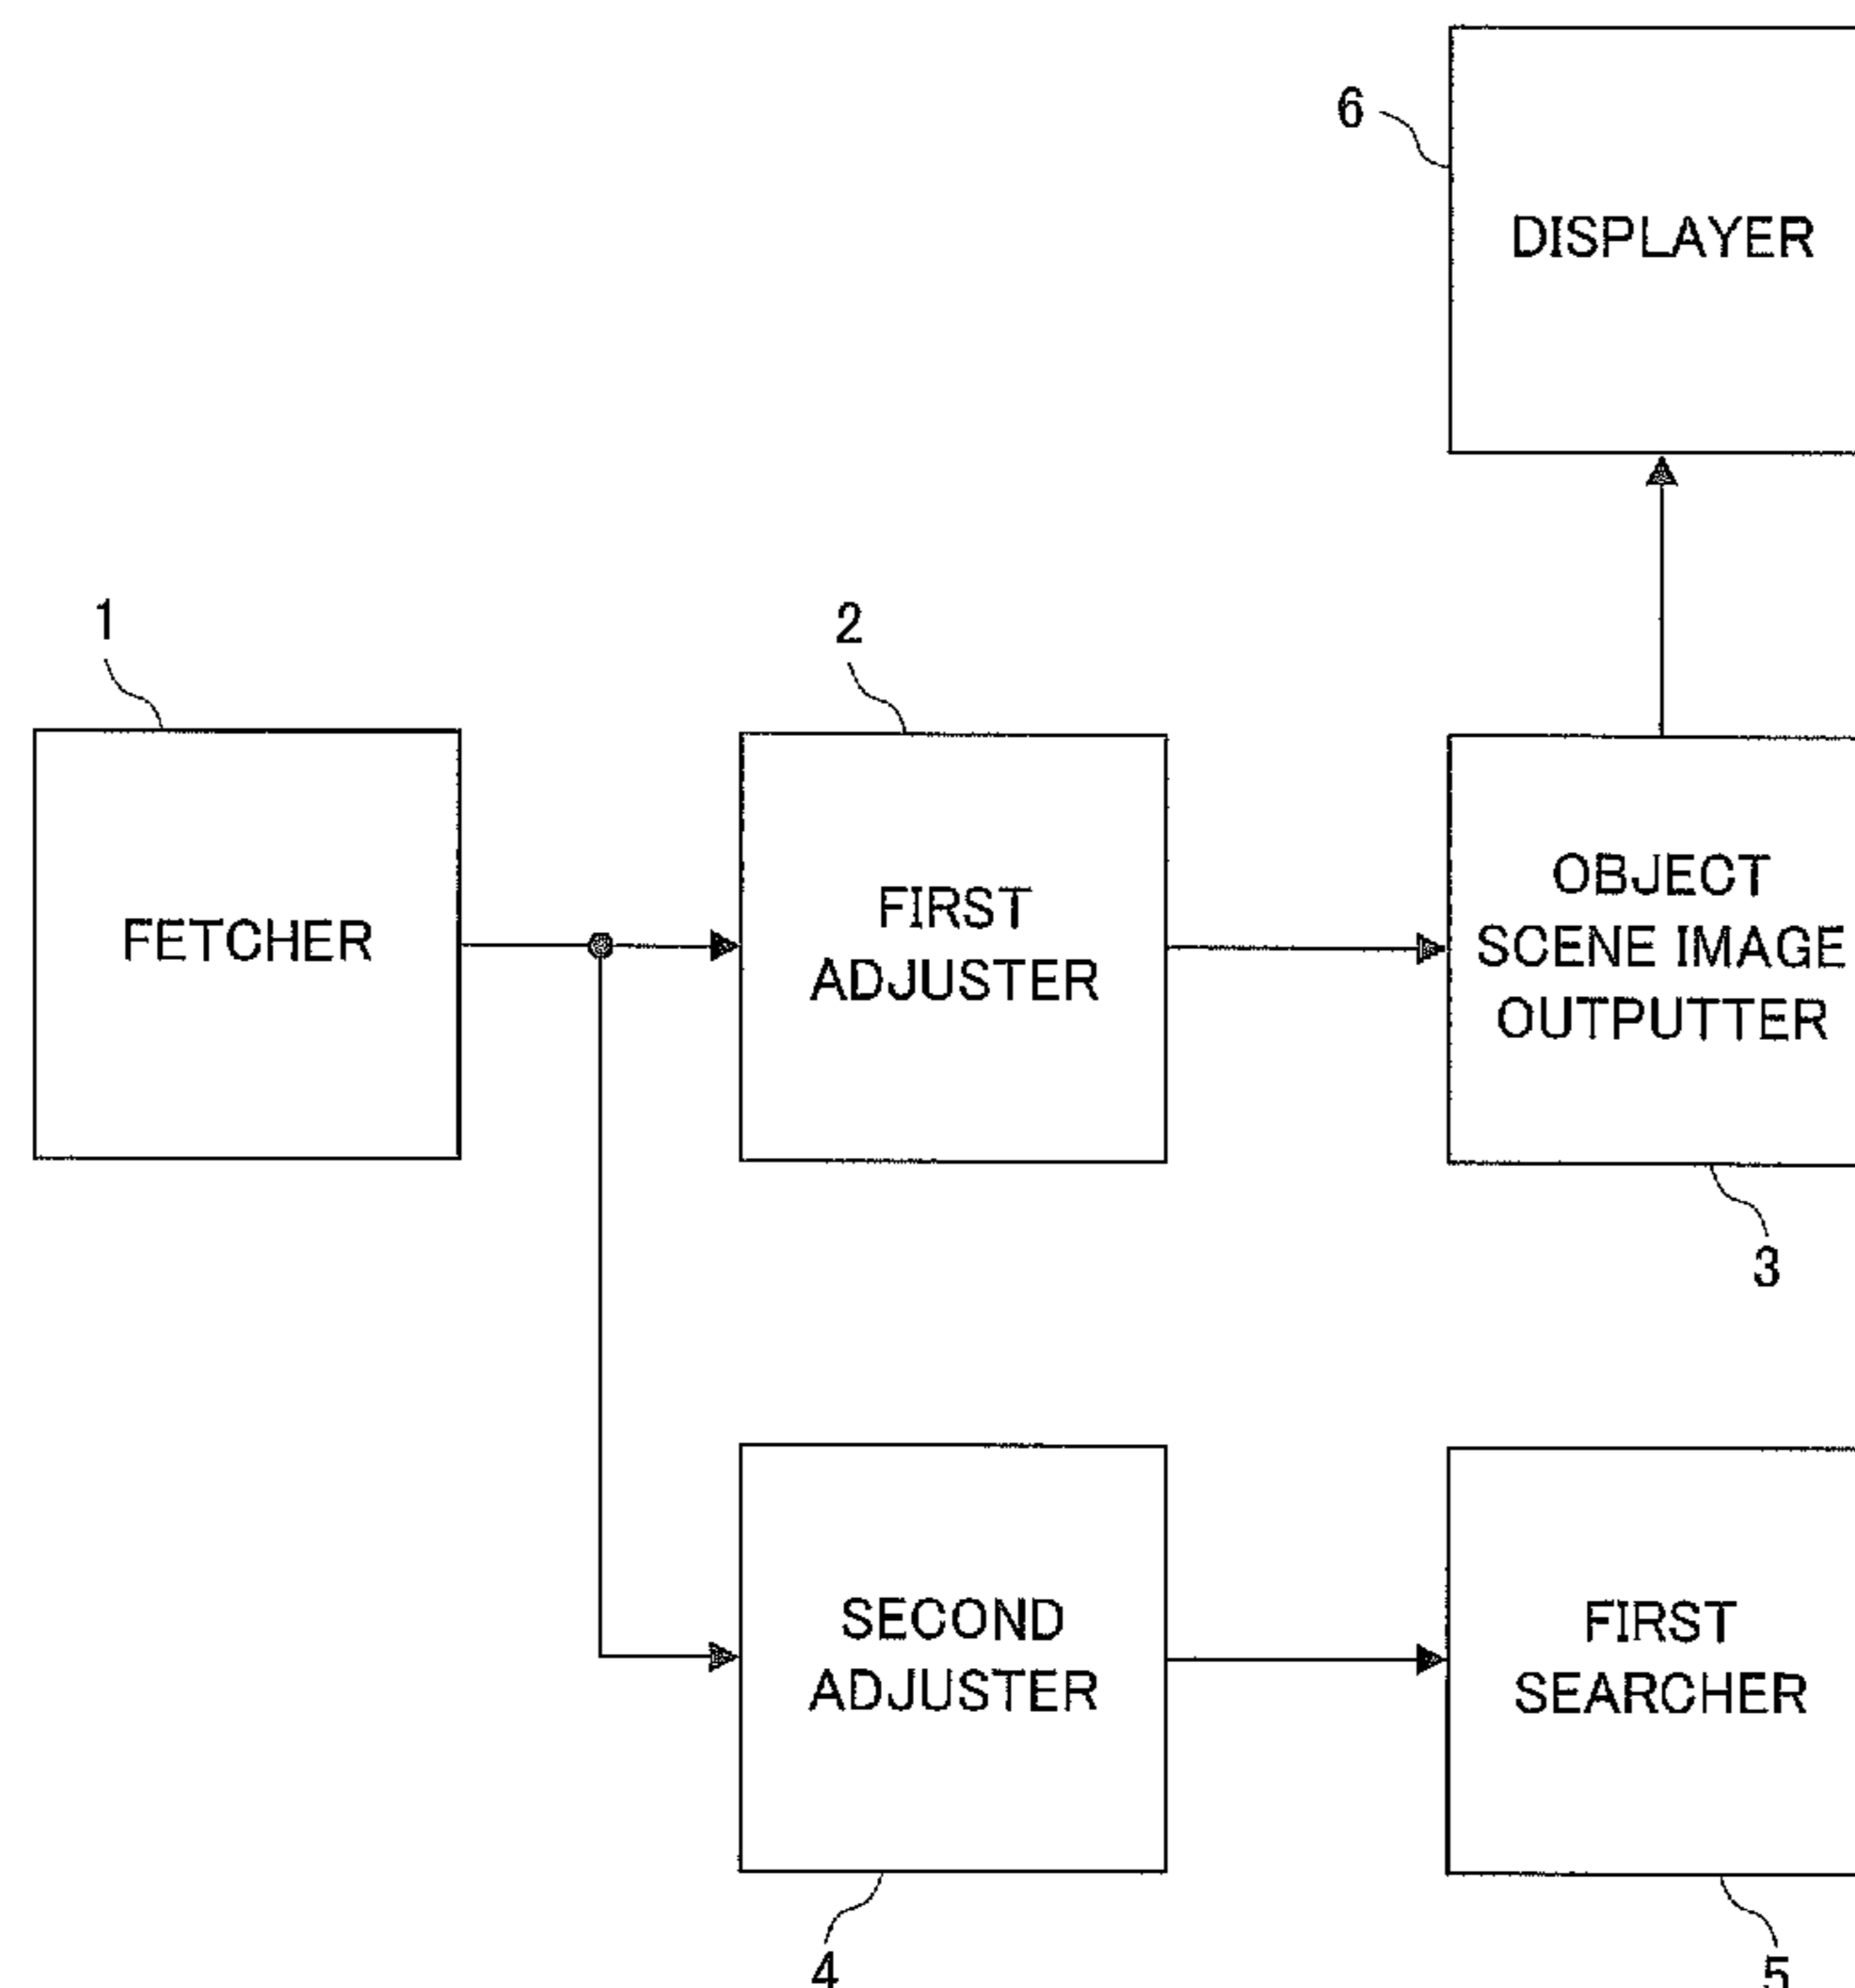 6
DISPLAYER
1
2
FETCHER
FIRST
ADJUSTER
OBJECT
SCENE IMAGE
OUTPUTTER
3
SECOND
ADJUSTER
FIRST
SEARCHER
4
5